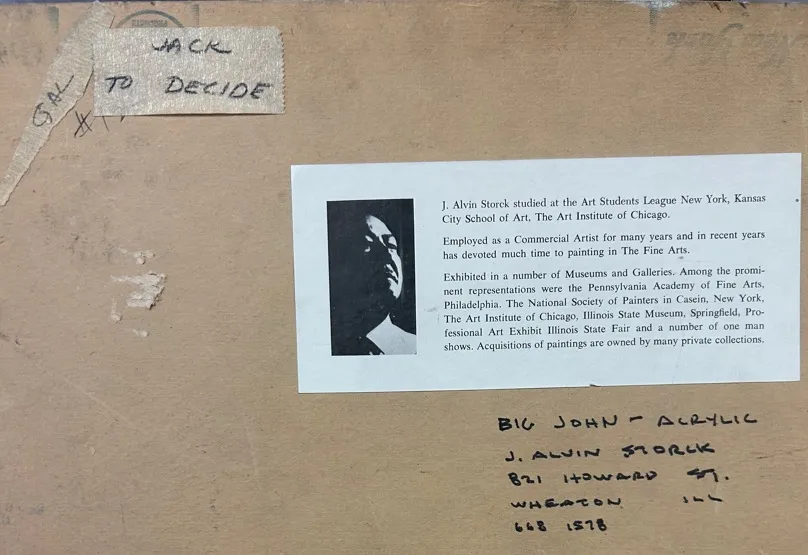 JACK
TO DECIDE
GAL
J. Alvin Storck studied at the Art Students League New York, Kansas
City School of Art, The Art Institute of Chicago.
Employed as a Commercial Artist for many years and in recent years
has devoted much time to painting in The Fine Arts.
Exhibited in a number of Museums and Galleries. Among the promi-
nent representations were the Pennsylvania Academy of Fine Arts,
Philadelphia. The National Society of Painters in Casein, New York,
The Art Institute of Chicago, Illinois State Museum, Springfield, Pro-
fessional Art Exhibit Illinois State Fair and a number of one man
shows. Acquisitions of paintings are owned by many private collections.
BIG JOHN - ACRYLIC
J. ALVIN STORCK
821 HOWARD ST.
WHEATON ILL
668 1578